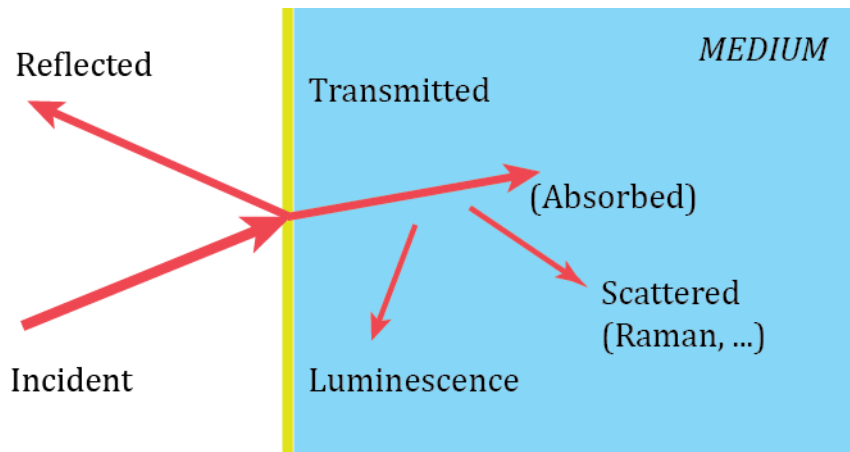 Reflected
MEDIUM
Transmitted
(Absorbed)
Scattered
(Raman, ...)
Incident
Luminescence